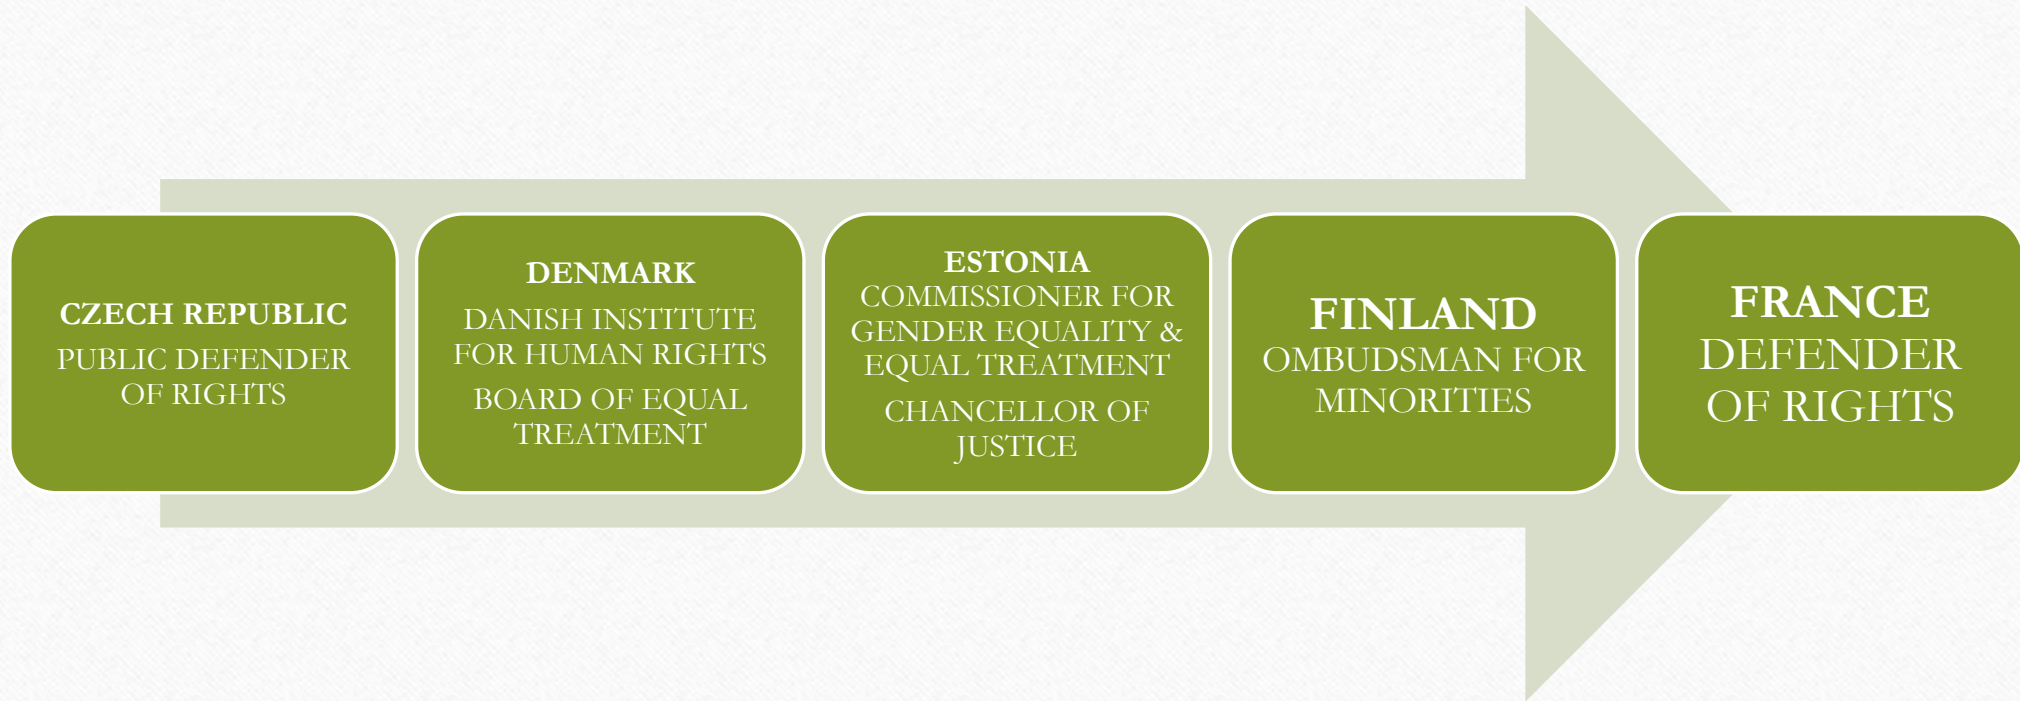 CZECH REPUBLIC
PUBLIC DEFENDER
OF RIGHTS
DENMARK
DANISH INSTITUTE
FOR HUMAN RIGHTS
BOARD OF EQUAL
TREATMENT
ESTONIA
COMMISSIONER FOR
GENDER EQUALITY &
EQUAL TREATMENT
CHANCELLOR OF
JUSTICE
FINLAND
OMBUDSMAN FOR
MINORITIES
FRANCE
DEFENDER
OF RIGHTS